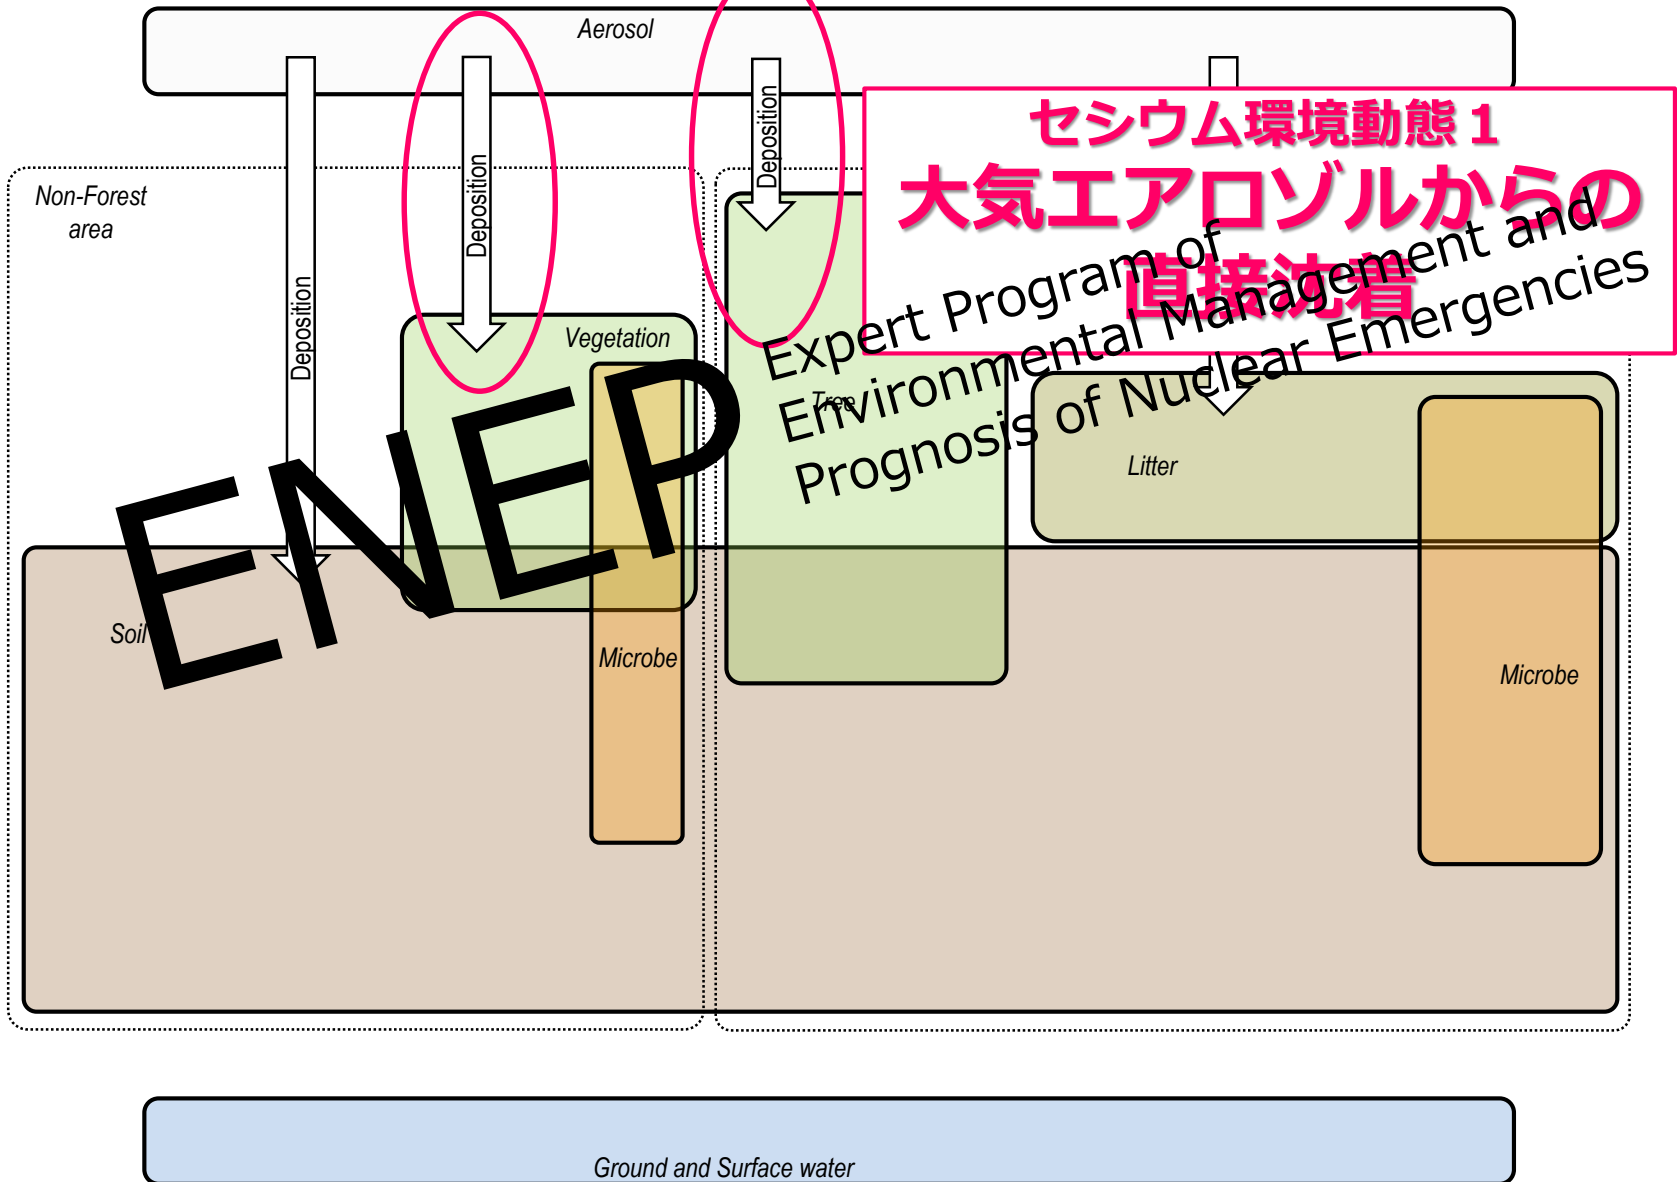 Aerosol
セシウム環境動態１
大気エアロゾルからの
直接沈着
Deposition
Deposition
Deposition
Non-Forest
area
Vegetation
Tree
Litter
Soil
Microbe
Microbe
ENEP
Expert Program of
Environmental Management and
Prognosis of Nuclear Emergencies
Ground and Surface water